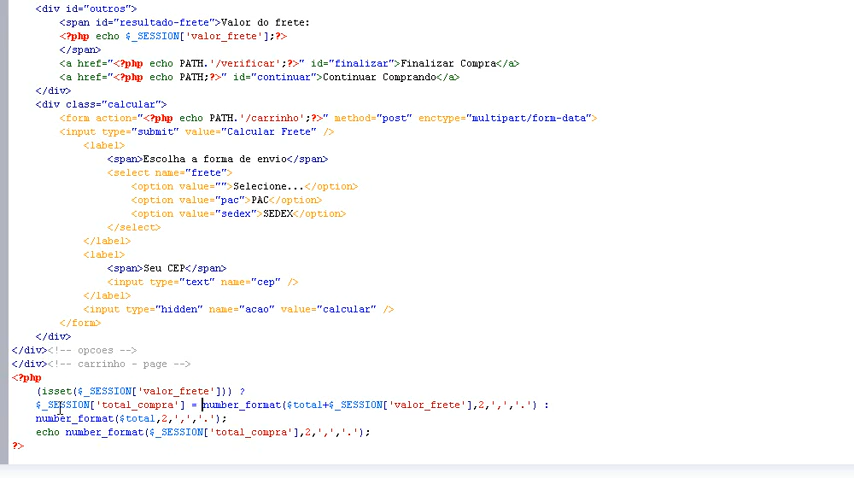 <div id="outros">
<span id="resultado-frete">Valor do frete:
<?php echo $_SESSION['valor_frete'];?>
</span>
<a href="<?php echo PATH.'/verificar';?>" id="finalizar">Finalizar Compra</a>
<a href="<?php echo PATH;?>" id="continuar">Continuar Comprando</a>
</div>
<div class="calcular">
<form action="<?php echo PATH.'/carrinho';?>" method="post" enctype="multipart/form-data">
<input type="submit" value="Calcular Frete" />
<label>
<span>Escolha a forma de envio</span>
<select name="frete">
<option value="">Selecione...</option>
<option value="pac">PAC</option>
<option value="sedex">SEDEX</option>
</select>
</label>
<label>
<span>Seu CEP</span>
<input type="text" name="cep" />
</label>
<input type="hidden" name="acao" value="calcular" />
</form>
</div>
</div><!-- opcoes -->
</div><!-- carrinho - page -->
<?php
(isset($_SESSION['valor_frete'])) ?
$_SESSION['total_compra'] = number_format($total+$_SESSION['valor_frete'],2,',','.') :
number_format($total,2,',','.');
echo number_format($_SESSION['total_compra'],2,',','.');
?>